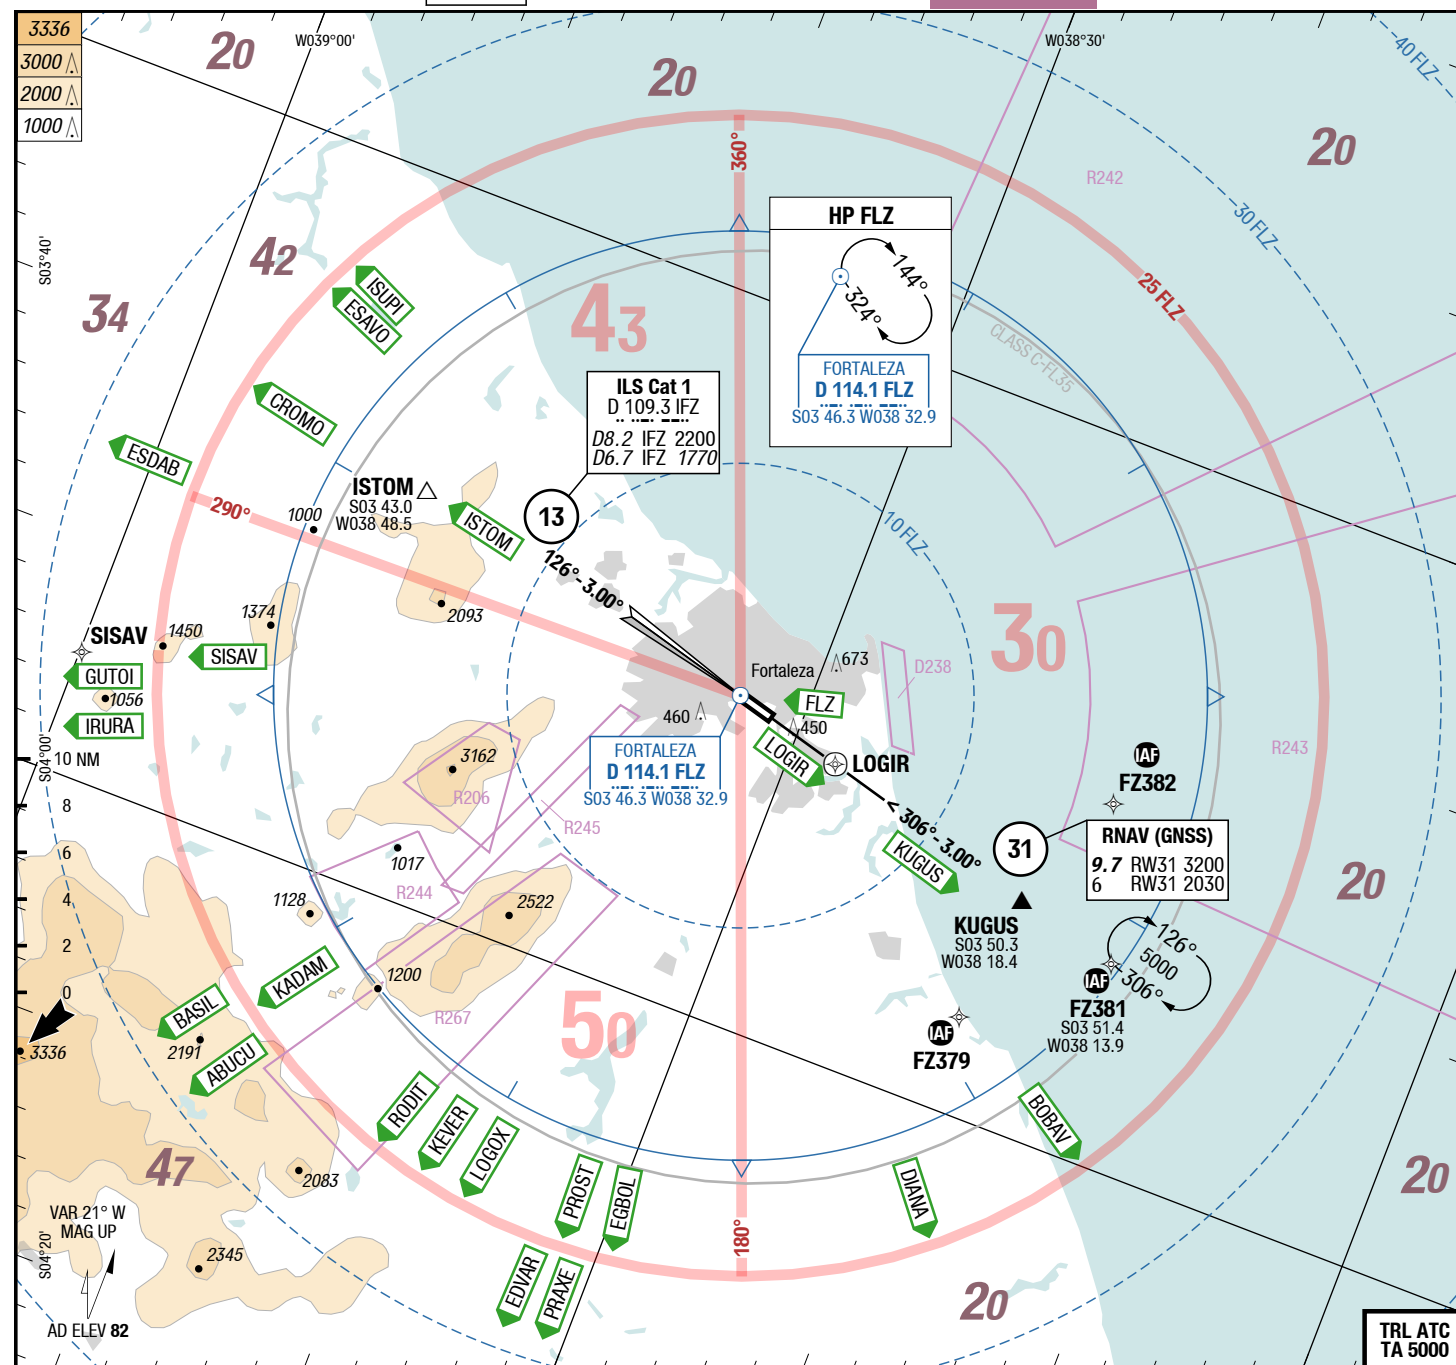 3336
3000
2000
1000
20
W039°00'
20
W038°30'
40 FLZ
20
R242
30 FLZ
S03°40'
42
34
360°
HP FLZ
144°
324°
FORTALEZA
D 114.1 FLZ
S03 46.3 W038 32.9
25 FLZ
CLASS C-FL35
ISUPI
ESAVO
43
CROMO
ESDAB
ILS Cat 1
D 109.3 IFZ
D8.2 IFZ 2200
D6.7 IFZ 1770
290°
1000
ISTOM
S03 43.0
W038 48.5
ISTOM
13
126°-3.00°
10 FLZ
2093
1374
1450
SISAV
SISAV
GUTOI
1056
IRURA
30
Fortaleza
673
D238
FLZ
460
450
LOGIR
LOGIR
FORTALEZA
D 114.1 FLZ
S03 46.3 W038 32.9
3162
R206
R245
R243
IAF
FZ382
S04°00'
10 NM
8
6
4
2
0
< 306°-3.00°
31
RNAV (GNSS)
9.7 RW31 3200
6 RW31 2030
KUGUS
KUGUS
S03 50.3
W038 18.4
20
1017
R244
1128
2522
1200
R267
126°
5000
306°
IAF
FZ381
S03 51.4
W038 13.9
IAF
FZ379
50
KADAM
BASIL
2191
ABUCU
3336
RODIT
KEVER
LOGOX
PROST
EGBOL
DIANA
BOBAV
47
2083
20
VAR 21° W
MAG UP
S04°20'
2345
180°
EDVAR
PRAXE
20
AD ELEV 82
TRL ATC
TA 5000